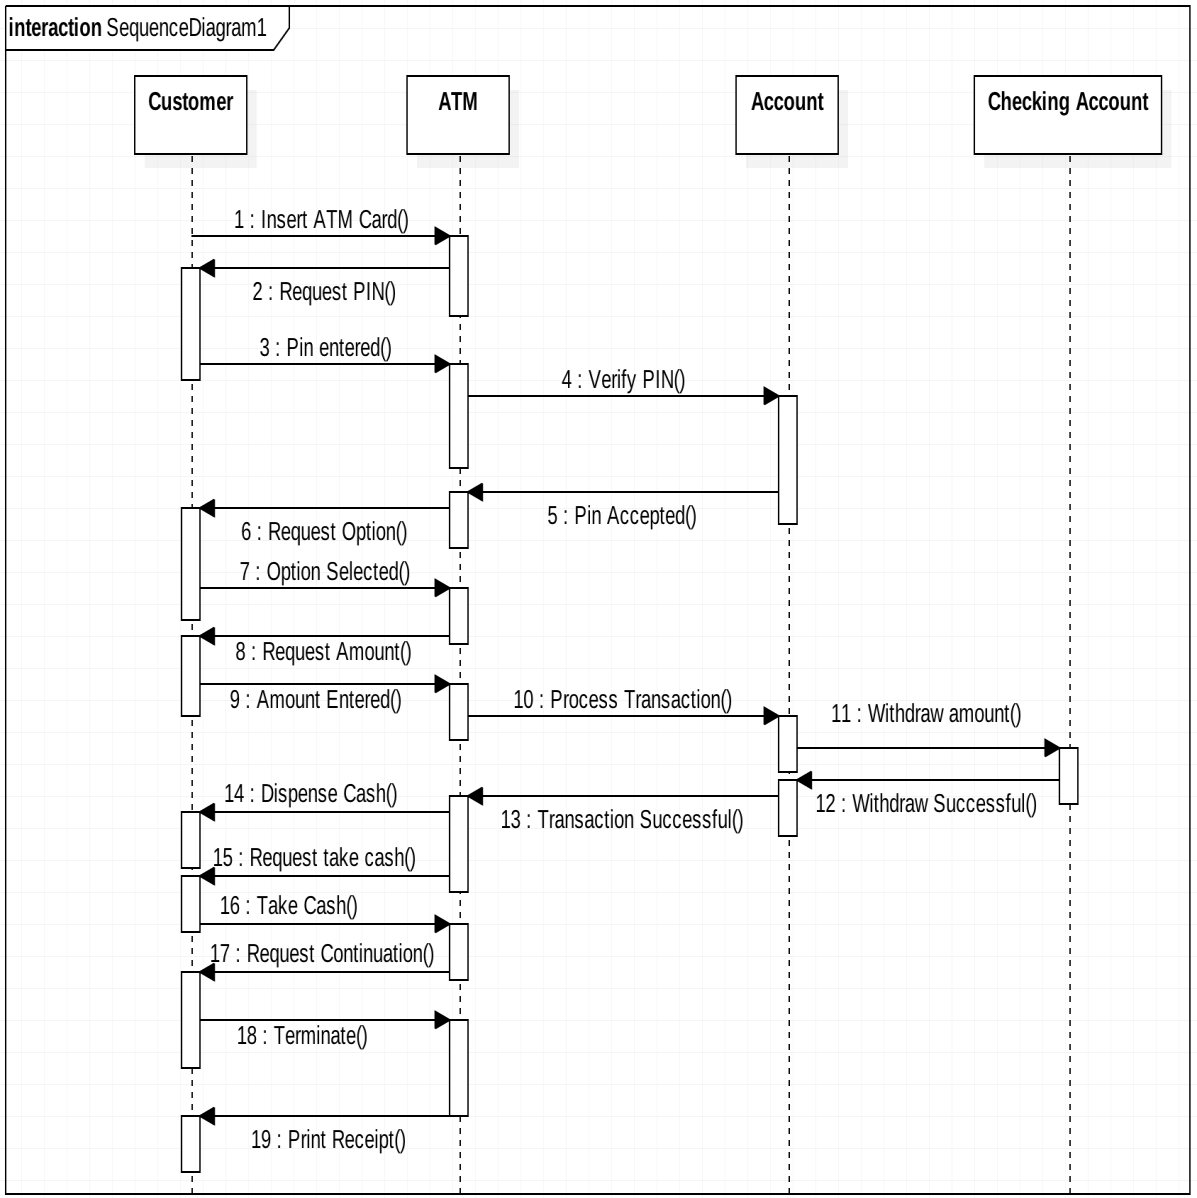 interaction SequenceDiagram1
Customer
ATM
Account
Checking Account
1 : Insert ATM Card()
2 : Request PIN()
3 : Pin entered()
4 : Verify PIN()
5 : Pin Accepted()
6 : Request Option()
7 : Option Selected()
8 : Request Amount()
9 : Amount Entered()
10 : Process Transaction()
11 : Withdraw amount()
12 : Withdraw Successful()
13 : Transaction Successful()
14 : Dispense Cash()
15 : Request take cash()
16 : Take Cash()
17 : Request Continuation()
18 : Terminate()
19 : Print Receipt()